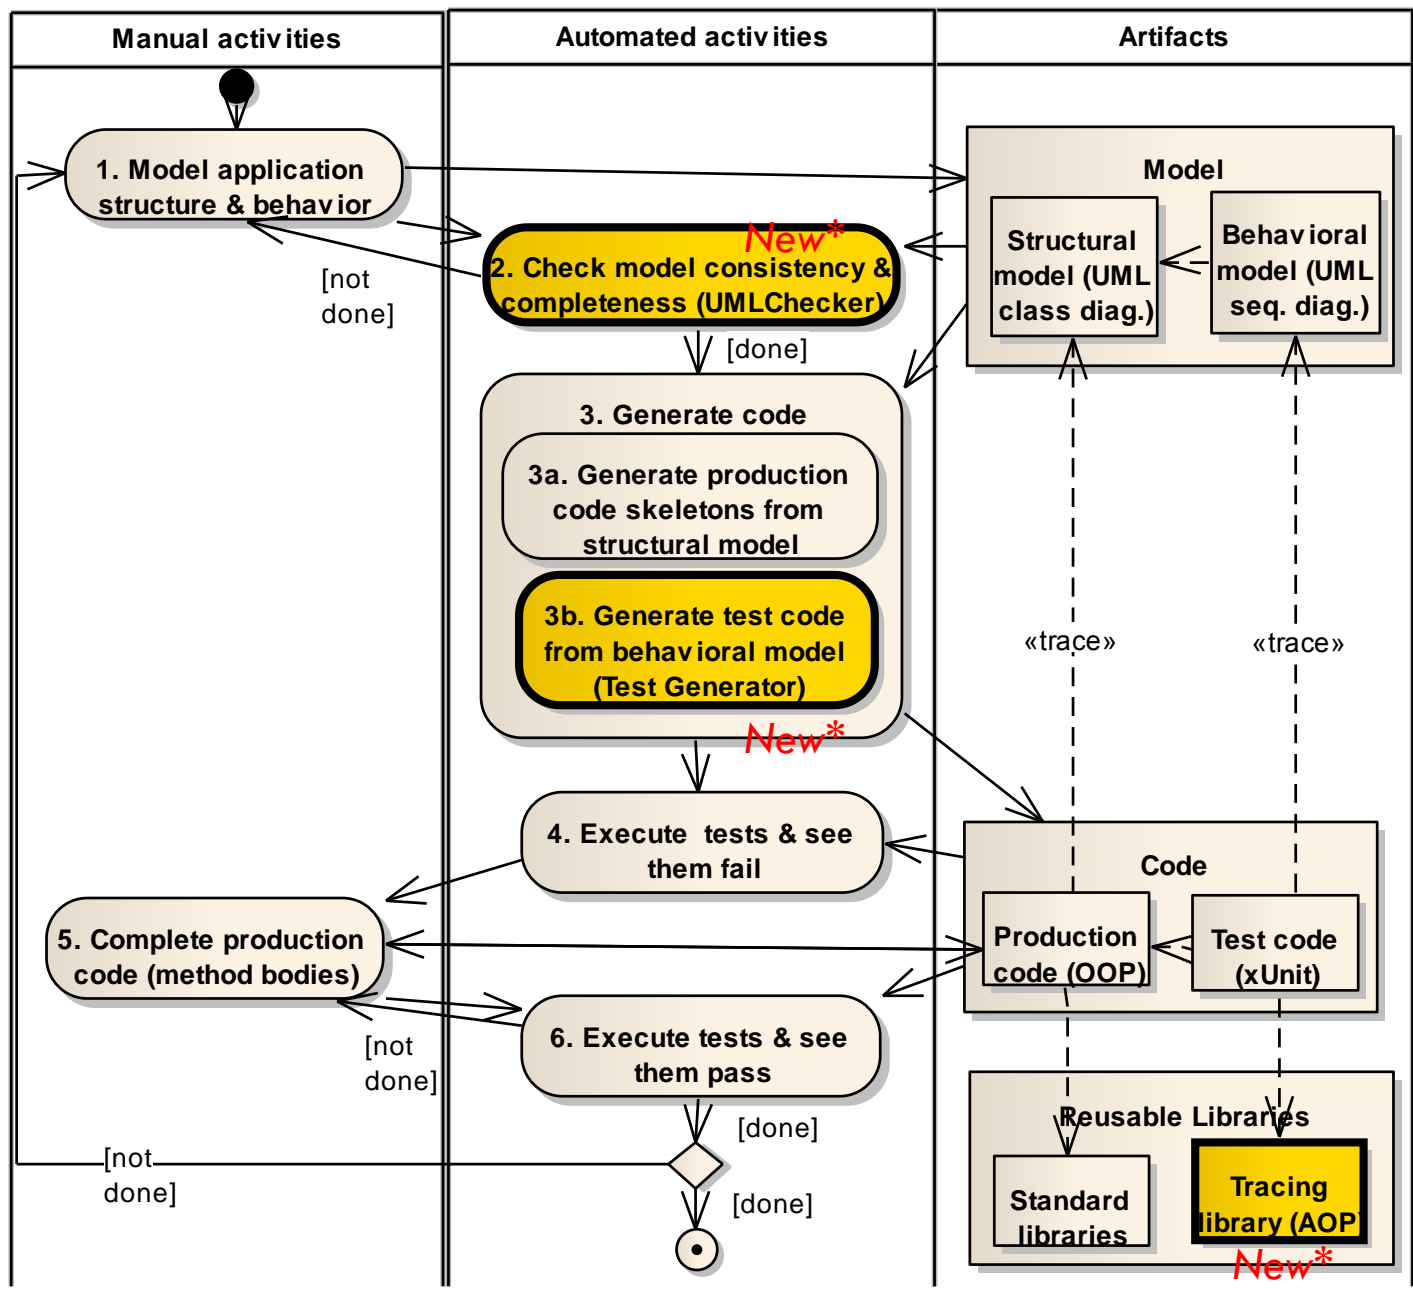 Manual activities
Automated activities
Artifacts
1. Model application
structure & behavior
[not
done]
New*
2. Check model consistency &
completeness (UMLChecker)
[done]
Model
Structural
model (UML
class diag.)
Behavioral
model (UML
seq. diag.)
3. Generate code
3a. Generate production
code skeletons from
structural model
3b. Generate test code
from behavioral model
(Test Generator)
New*
«trace»
«trace»
4. Execute tests & see
them fail
Code
Production
code (OOP)
Test code
(xUnit)
5. Complete production
code (method bodies)
[not
done]
6. Execute tests & see
them pass
[done]
[not
done]
[done]
Reusable Libraries
Standard
libraries
Tracing
library (AOP)
New*